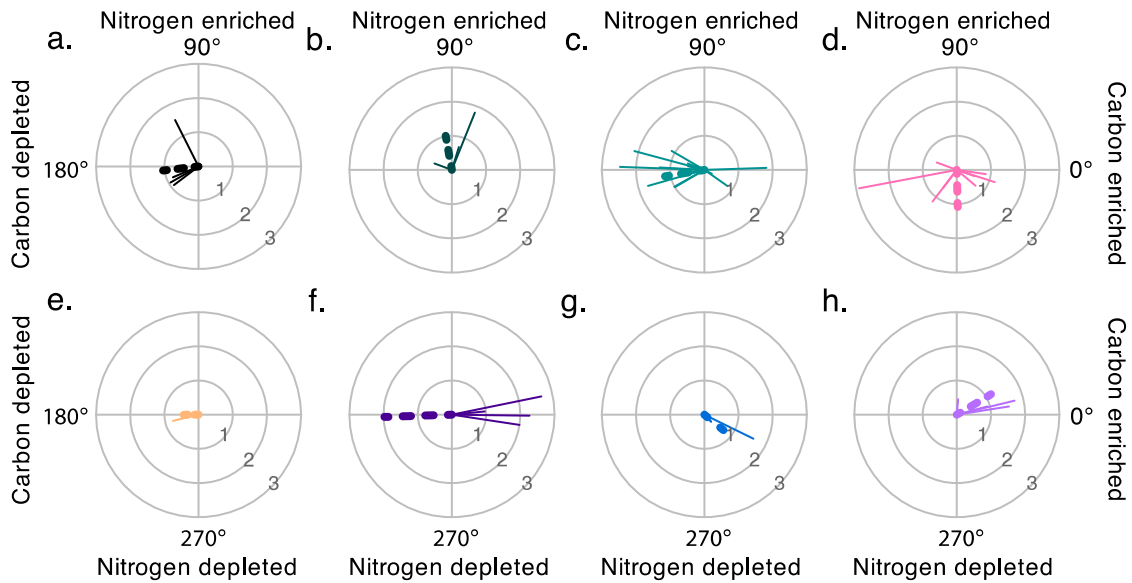 a. Nitrogen enriched b. Nitrogen enriched c. Nitrogen enriched d. Nitrogen enriched
90° 90° 90° 90°
Carbon depleted
180°
1 2 3
1 2 3
1 2 3
1 2 3
0°
Carbon enriched
e. f. g. h.
Carbon depleted
180°
1 2 3
1 2 3
1 2 3
1 2 3
0°
Carbon enriched
270° 270° 270° 270°
Nitrogen depleted Nitrogen depleted Nitrogen depleted Nitrogen depleted